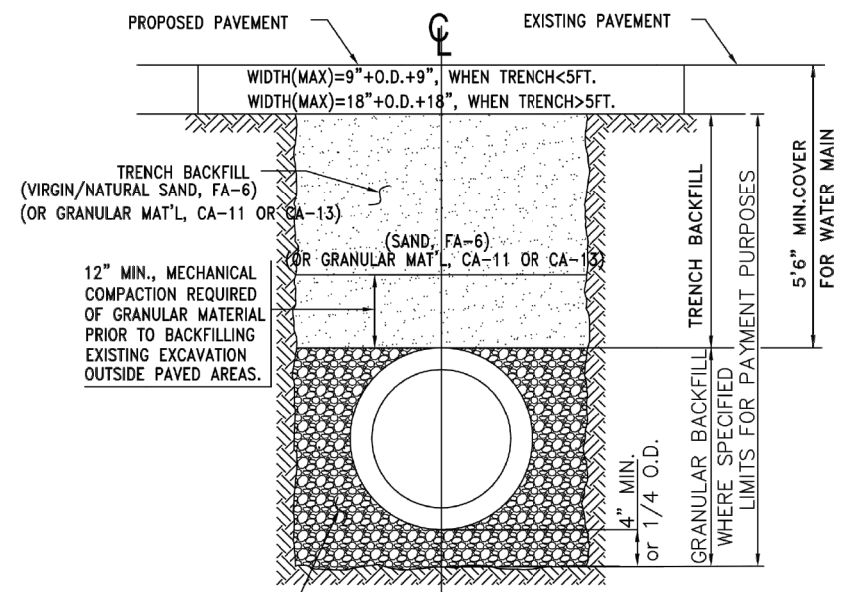 PROPOSED PAVEMENT
℄
EXISTING PAVEMENT
WIDTH(MAX)=9"+O.D.+9", WHEN TRENCH<5FT.
WIDTH(MAX)=18"+O.D.+18", WHEN TRENCH>5FT.
TRENCH BACKFILL
(VIRGIN/NATURAL SAND, FA-6)
(OR GRANULAR MAT'L, CA-11 OR CA-13)
(SAND, FA-6)
(OR GRANULAR MAT'L, CA-11 OR CA-13)
12" MIN., MECHANICAL
COMPACTION REQUIRED
OF GRANULAR MATERIAL
PRIOR TO BACKFILLING
EXISTING EXCAVATION
OUTSIDE PAVED AREAS.
4" MIN.
or 1/4 O.D.
TRENCH BACKFILL
GRANULAR BACKFILL
WHERE SPECIFIED
LIMITS FOR PAYMENT PURPOSES
5'6" MIN.COVER
FOR WATER MAIN